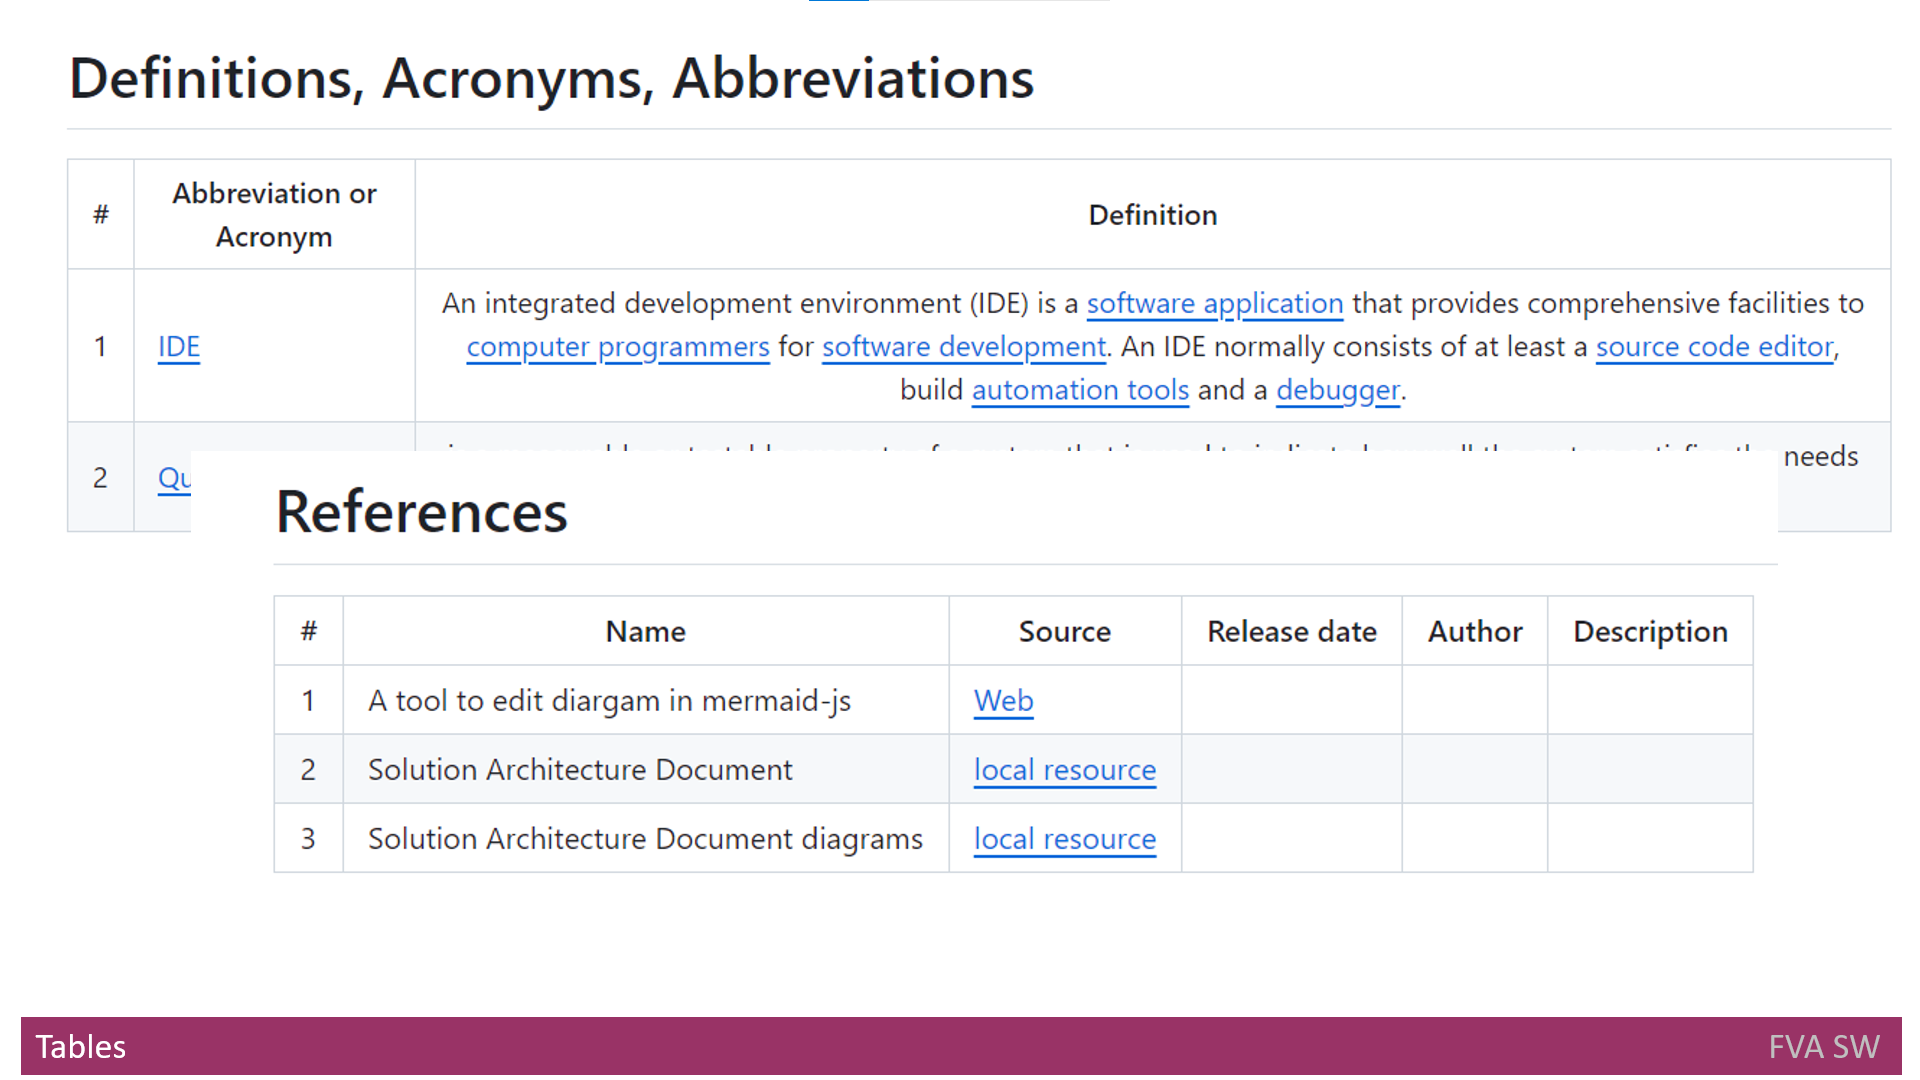 Definitions, Acronyms, Abbreviations
# Abbreviation or Acronym Definition
1 IDE An integrated development environment (IDE) is a software application that provides comprehensive facilities to
computer programmers for software development. An IDE normally consists of at least a source code editor,
build automation tools and a debugger.
needs
2 Qu
References
# Name Source Release date Author Description
1 A tool to edit diargam in mermaid-js Web
2 Solution Architecture Document local resource
3 Solution Architecture Document diagrams local resource
Tables FVA SW